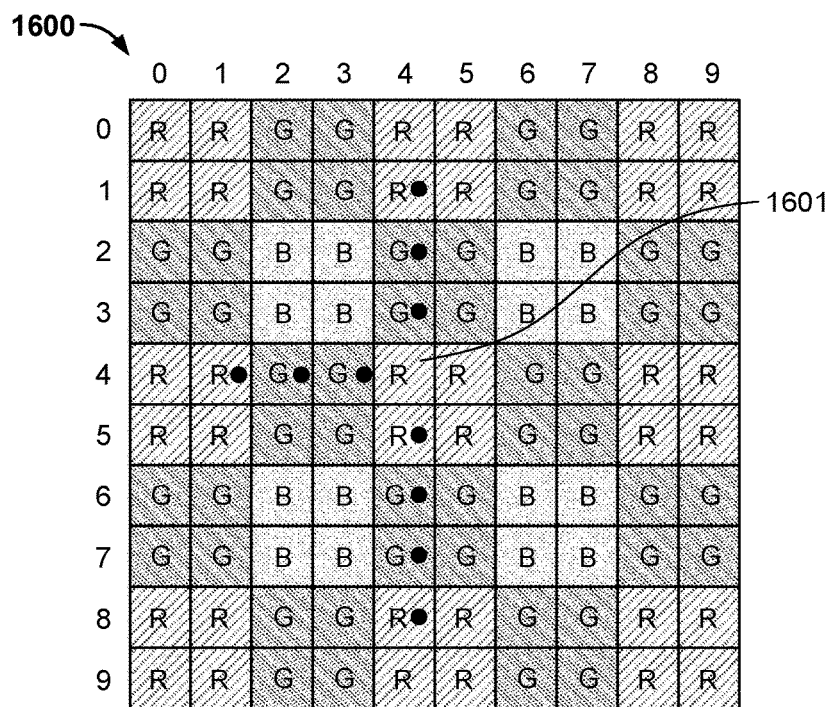 1600
0 1 2 3 4 5 6 7 8 9
0 R R G G R R G G R R
1 R R G G R R G G R R
1601
2 G G B B G G B B G G
3 G G B B G G B B G G
4 R R G G R R G G R R
5 R R G G R R G G R R
6 G G B B G G B B G G
7 G G B B G G B B G G
8 R R G G R R G G R R
9 R R G G R R G G R R